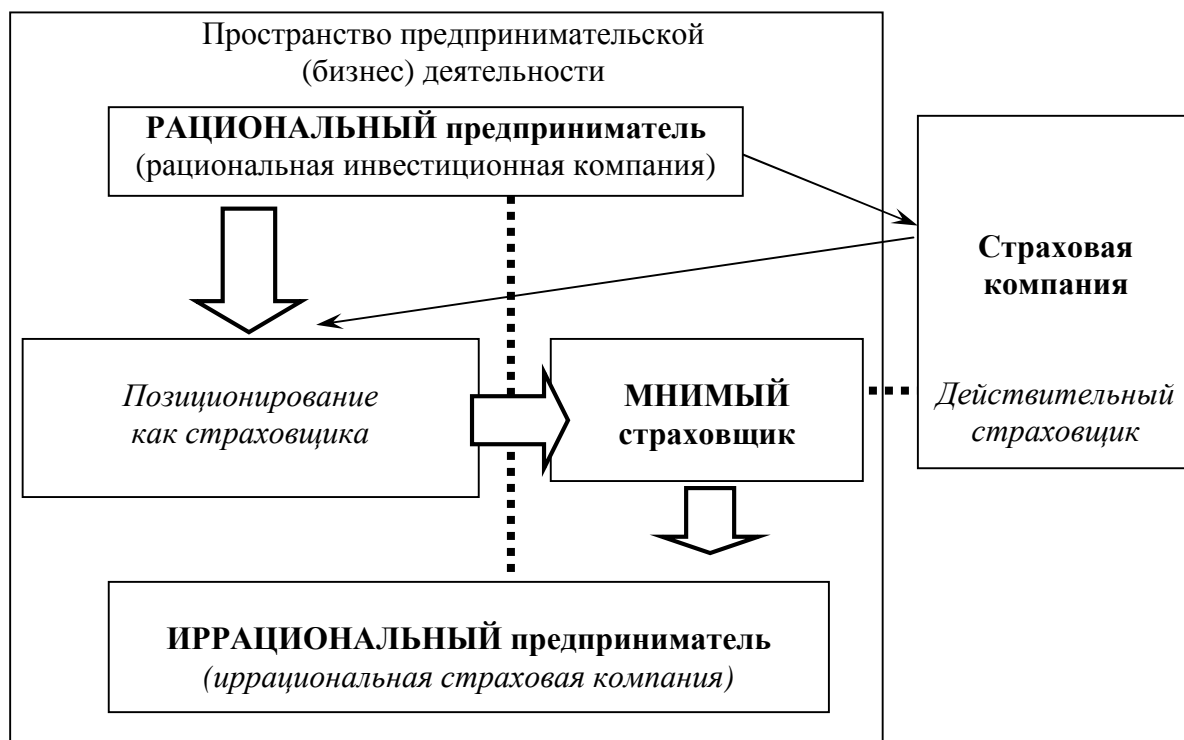 Пространство предпринимательской
(бизнес) деятельности
РАЦИОНАЛЬНЫЙ предприниматель
(рациональная инвестиционная компания)
Страховая
компания
Позиционирование
как страховщика
МНИМЫЙ
страховщик
Действительный
страховщик
ИРРАЦИОНАЛЬНЫЙ предприниматель
(иррациональная страховая компания)